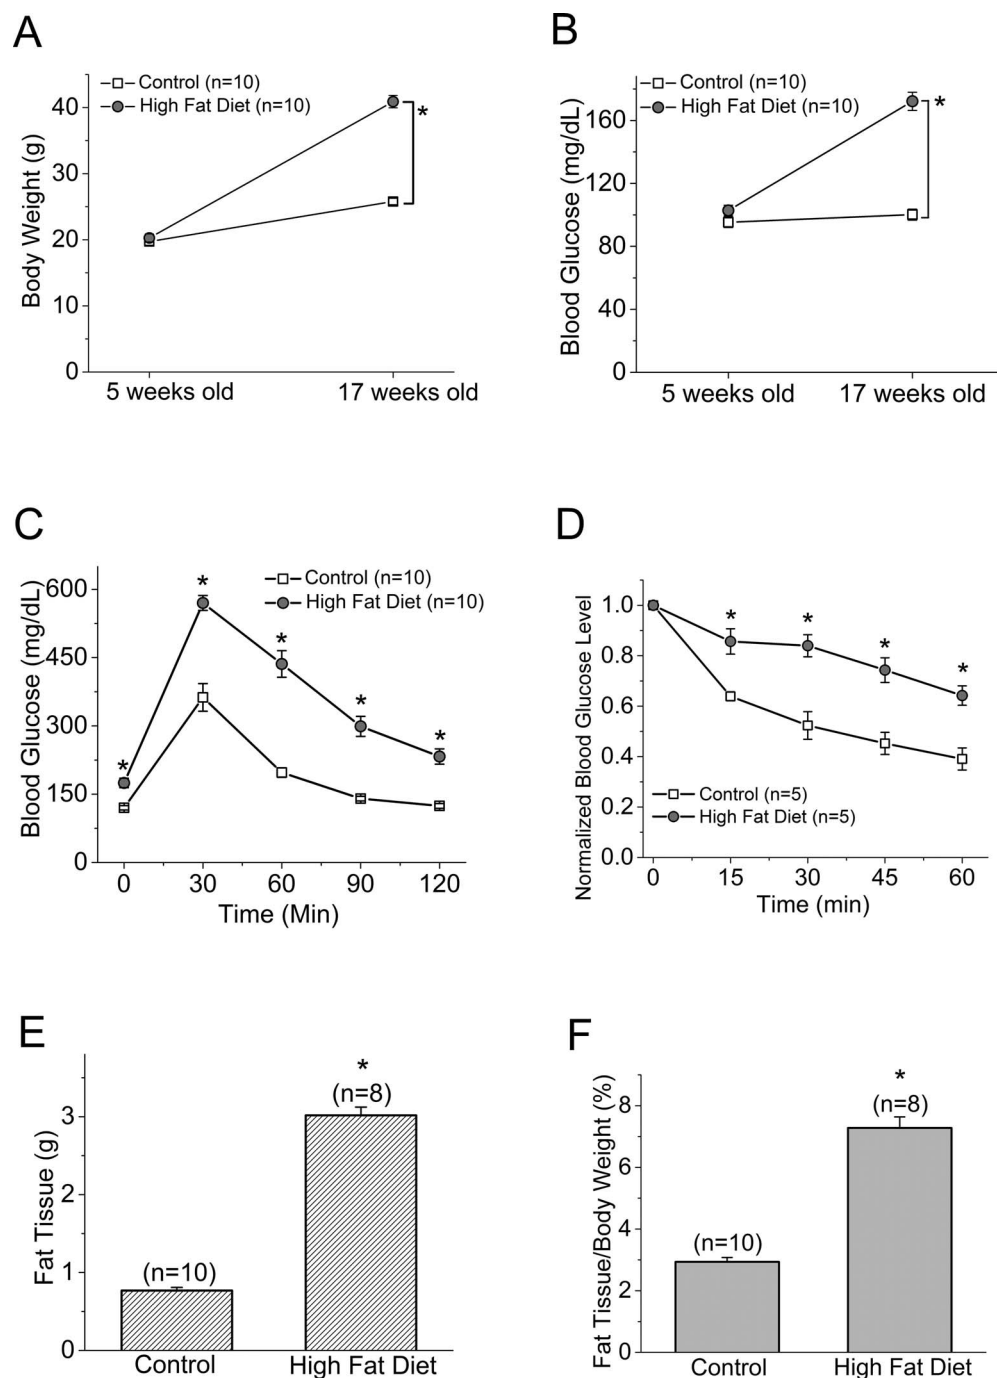 A
Control (n=10)
High Fat Diet (n=10)
*
Body Weight (g)
40
30
20
10
0
5 weeks old
17 weeks old
B
Control (n=10)
High Fat Diet (n=10)
*
Blood Glucose (mg/dL)
160
120
80
40
0
5 weeks old
17 weeks old
C
Control (n=10)
High Fat Diet (n=10)
* * * * *
Blood Glucose (mg/dL)
600
450
300
150
0
0 30 60 90 120
Time (Min)
D
* * * *
Normalized Blood Glucose Level
1.0
0.8
0.6
0.4
0.2
0.0
Control (n=5)
High Fat Diet (n=5)
0 15 30 45 60
Time (min)
E
*
(n=8)
(n=10)
Fat Tissue (g)
3
2
1
0
Control
High Fat Diet
F
*
(n=8)
(n=10)
Fat Tissue/Body Weight (%)
8
6
4
2
0
Control
High Fat Diet